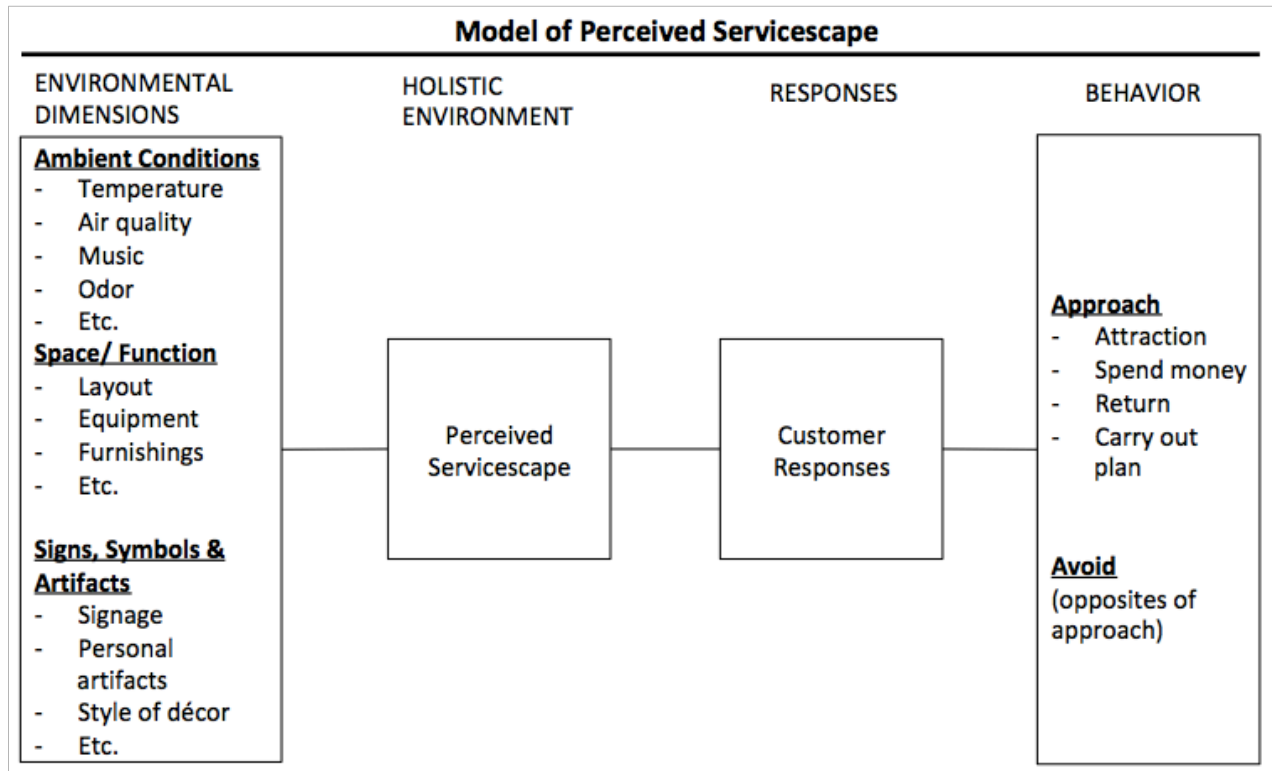 Model of Perceived Servicescape
ENVIRONMENTAL
DIMENSIONS
HOLISTIC
ENVIRONMENT
RESPONSES
BEHAVIOR
Ambient Conditions
- Temperature
- Air quality
- Music
- Odor
- Etc.
Space/ Function
- Layout
- Equipment
- Furnishings
- Etc.
Signs, Symbols &
Artifacts
- Signage
- Personal
artifacts
- Style of décor
- Etc.
Perceived
Servicescape
Customer
Responses
Approach
- Attraction
- Spend money
- Return
- Carry out
plan
Avoid
(opposites of
approach)